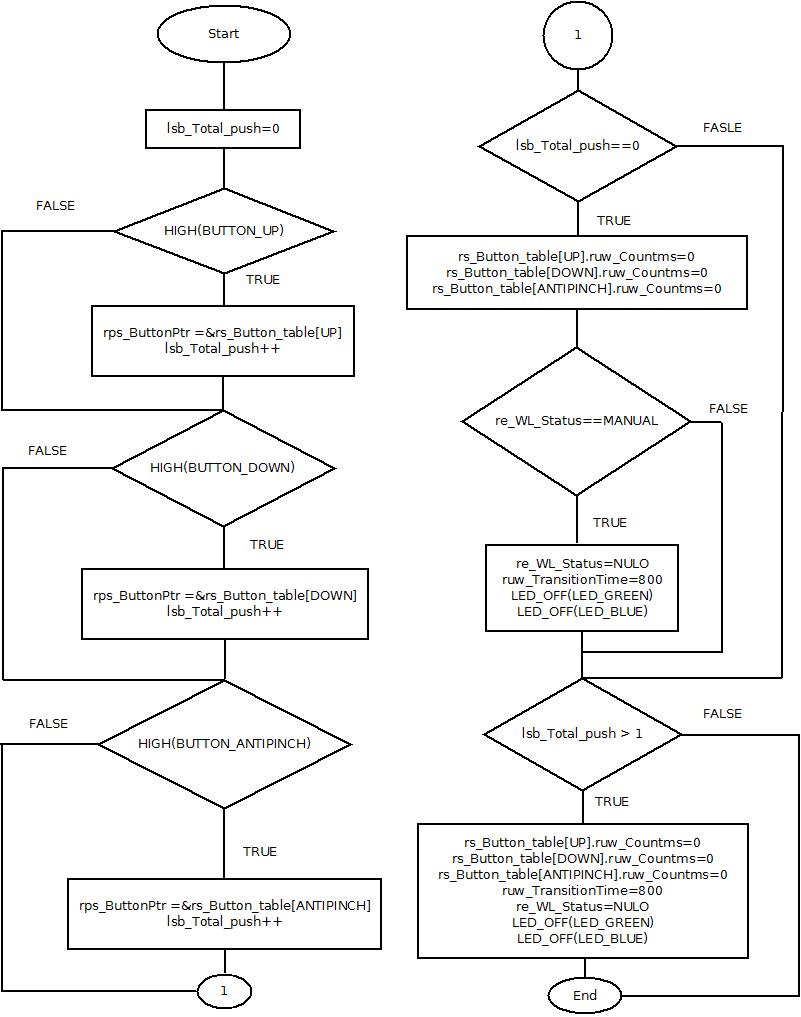 Start
lsb_Total_push=0
FALSE
HIGH(BUTTON_UP)
TRUE
rps_ButtonPtr =&rs_Button_table[UP]
lsb_Total_push++
FALSE
HIGH(BUTTON_DOWN)
TRUE
rps_ButtonPtr =&rs_Button_table[DOWN]
lsb_Total_push++
FALSE
HIGH(BUTTON_ANTIPINCH)
TRUE
rps_ButtonPtr =&rs_Button_table[ANTIPINCH]
lsb_Total_push++
1
1
FASLE
lsb_Total_push==0
TRUE
rs_Button_table[UP].ruw_Countms=0
rs_Button_table[DOWN].ruw_Countms=0
rs_Button_table[ANTIPINCH].ruw_Countms=0
FALSE
re_WL_Status==MANUAL
TRUE
re_WL_Status=NULO
ruw_TransitionTime=800
LED_OFF(LED_GREEN)
LED_OFF(LED_BLUE)
FALSE
lsb_Total_push > 1
TRUE
rs_Button_table[UP].ruw_Countms=0
rs_Button_table[DOWN].ruw_Countms=0
rs_Button_table[ANTIPINCH].ruw_Countms=0
ruw_TransitionTime=800
re_WL_Status=NULO
LED_OFF(LED_GREEN)
LED_OFF(LED_BLUE)
End